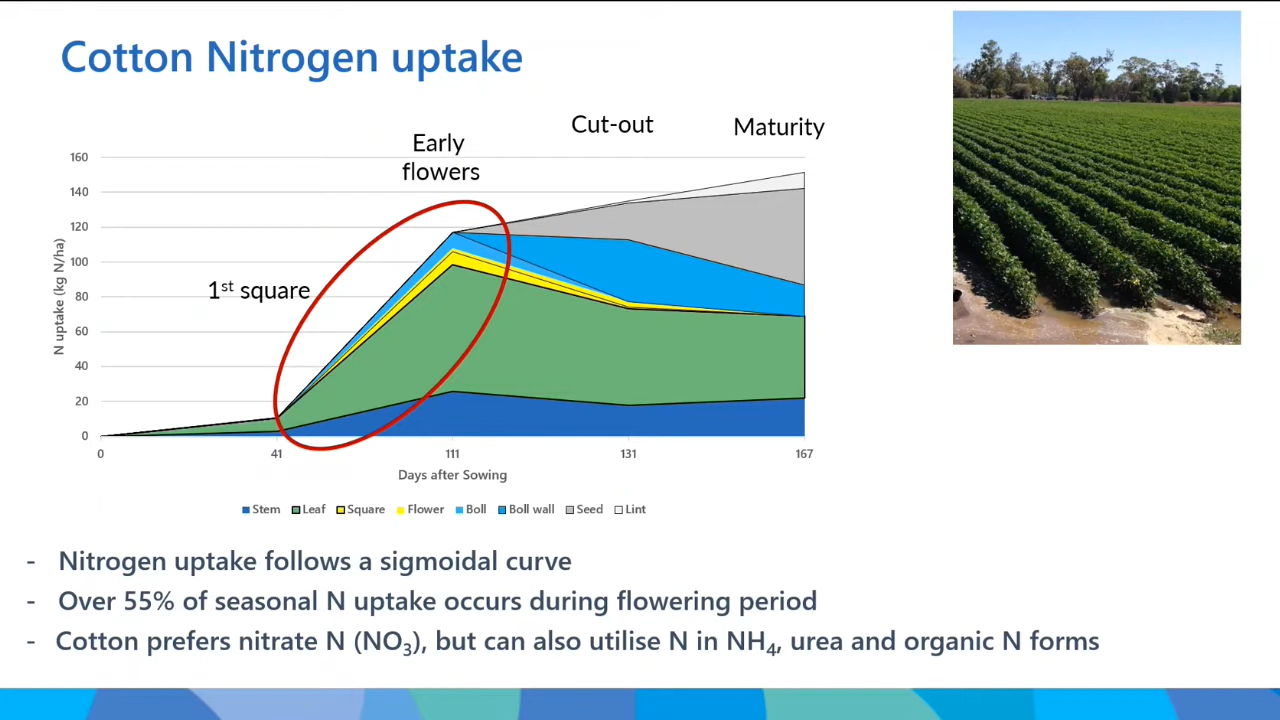 Cotton Nitrogen uptake
Early
flowers
Cut-out
Maturity
1st square
N uptake (kg N/ha)
160
140
120
100
80
60
40
20
0
0 41 111 131 167
Days after Sowing
Stem Leaf Square Flower Boll Boll wall Seed Lint
- Nitrogen uptake follows a sigmoidal curve
- Over 55% of seasonal N uptake occurs during flowering period
- Cotton prefers nitrate N (NO₃), but can also utilise N in NH₄, urea and organic N forms